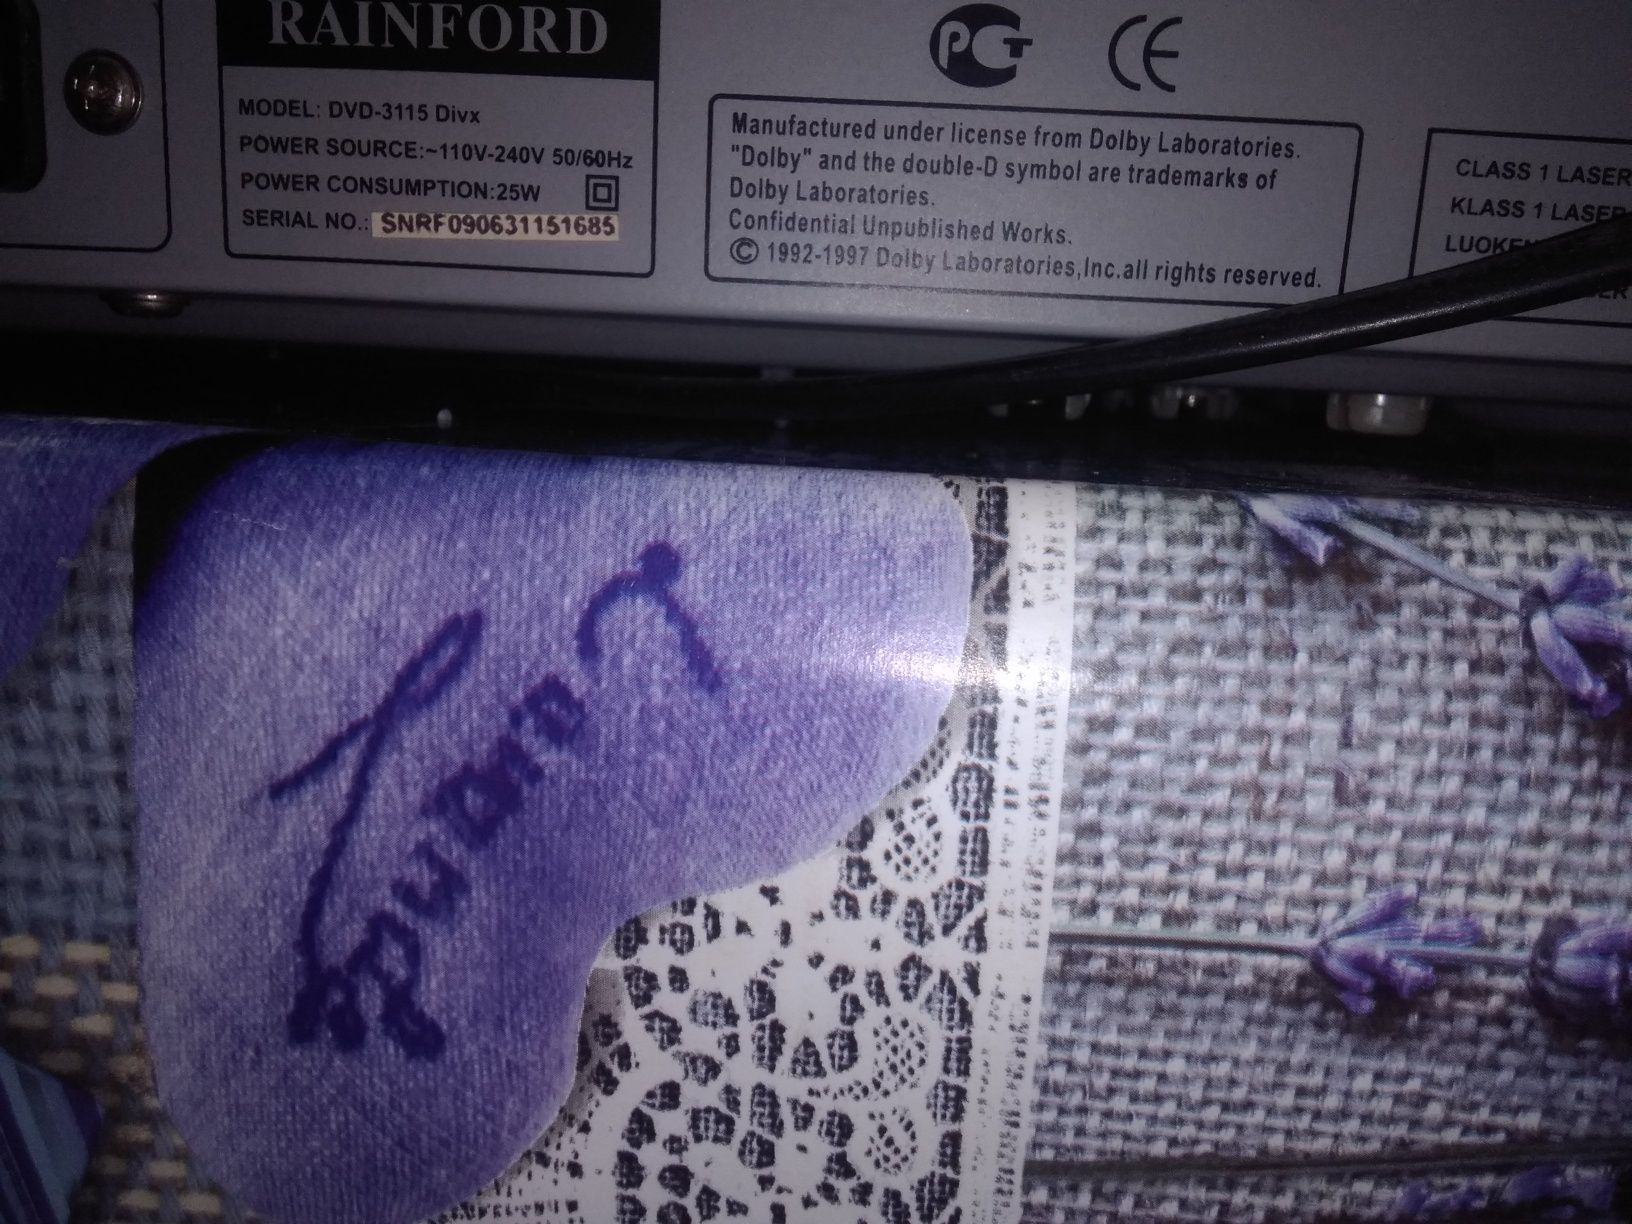 RAINFORD
MODEL: DVD-3115 Divx
POWER SOURCE:~110V-240V 50/60Hz
POWER CONSUMPTION:25W
SERIAL NO.: SNRF090631151685
PCT CE
Manufactured under license from Dolby Laboratories.
"Dolby" and the double-D symbol are trademarks of
Dolby Laboratories.
Confidential Unpublished Works.
© 1992-1997 Dolby Laboratories,Inc.all rights reserved.
CLASS 1 LASER
KLASS 1 LASER